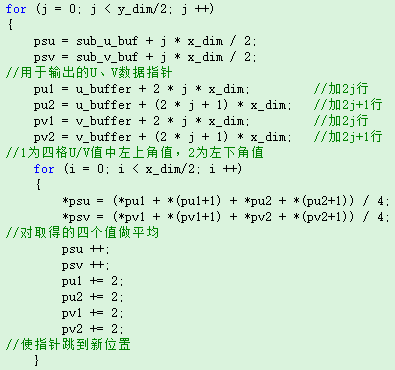 for (j = 0; j < y_dim/2; j ++)
{
psu = sub_u_buf + j * x_dim / 2;
psv = sub_v_buf + j * x_dim / 2;
//用于输出的U、V数据指针
pu1 = u_buffer + 2 * j * x_dim; //加2j行
pu2 = u_buffer + (2 * j + 1) * x_dim; //加2j+1行
pv1 = v_buffer + 2 * j * x_dim; //加2j行
pv2 = v_buffer + (2 * j + 1) * x_dim; //加2j+1行
//1为四格U/V值中左上角值，2为左下角值
for (i = 0; i < x_dim/2; i ++)
{
*psu = (*pu1 + *(pu1+1) + *pu2 + *(pu2+1)) / 4;
*psv = (*pv1 + *(pv1+1) + *pv2 + *(pv2+1)) / 4;
//对取得的四个值做平均
psu ++;
psv ++;
pu1 += 2;
pu2 += 2;
pv1 += 2;
pv2 += 2;
//使指针跳到新位置
}